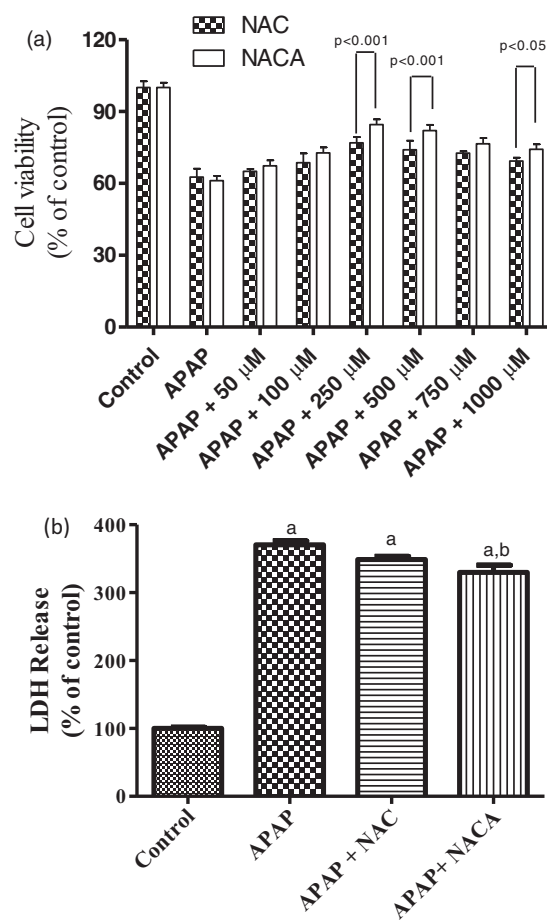 (a)
NAC
NACA
Cell viability
(% of control)
120
90
60
30
0
p<0.001
p<0.001
p<0.05
Control
APAP
APAP + 50 μM
APAP + 100 μM
APAP + 250 μM
APAP + 500 μM
APAP + 750 μM
APAP + 1000 μM
(b)
LDH Release
(% of control)
400
300
200
100
0
a
a
a,b
Control
APAP
APAP + NAC
APAP+ NACA